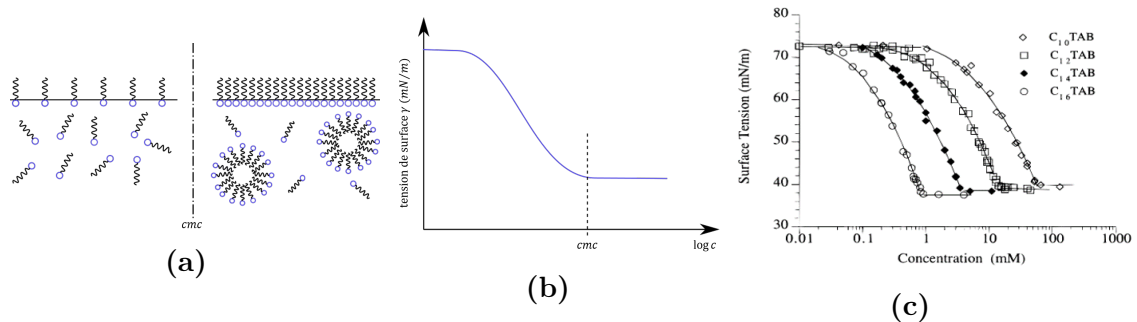 cmc
(a)
tension de surface γ (mN/m)
cmc
log c
(b)
80
70
60
50
40
30
Surface Tension (mN/m)
0.01
0.1
1
10
100
1000
Concentration (mM)
C₁₀TAB
C₁₂TAB
C₁₄TAB
C₁₆TAB
(c)